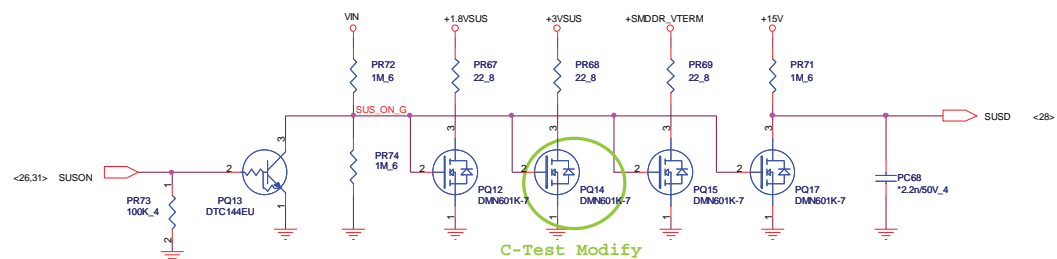 VIN
+1.8VSUS
+3VSUS
+SMDDR_VTERM
+15V
PR72
1M_6
PR67
22_8
PR68
22_8
PR69
22_8
PR71
1M_6
SUS_ON_G
SUSD <28>
3
3
3
3
3
<26,31> SUSON
2
2
2
2
2
PR74
1M_6
1
PR73
100K_4
2
PQ13
DTC144EU
1
PQ12
DMN601K-7
1
PQ14
DMN601K-7
1
PQ15
DMN601K-7
1
PQ17
DMN601K-7
1
PC68
*2.2n/50V_4
C-Test Modify